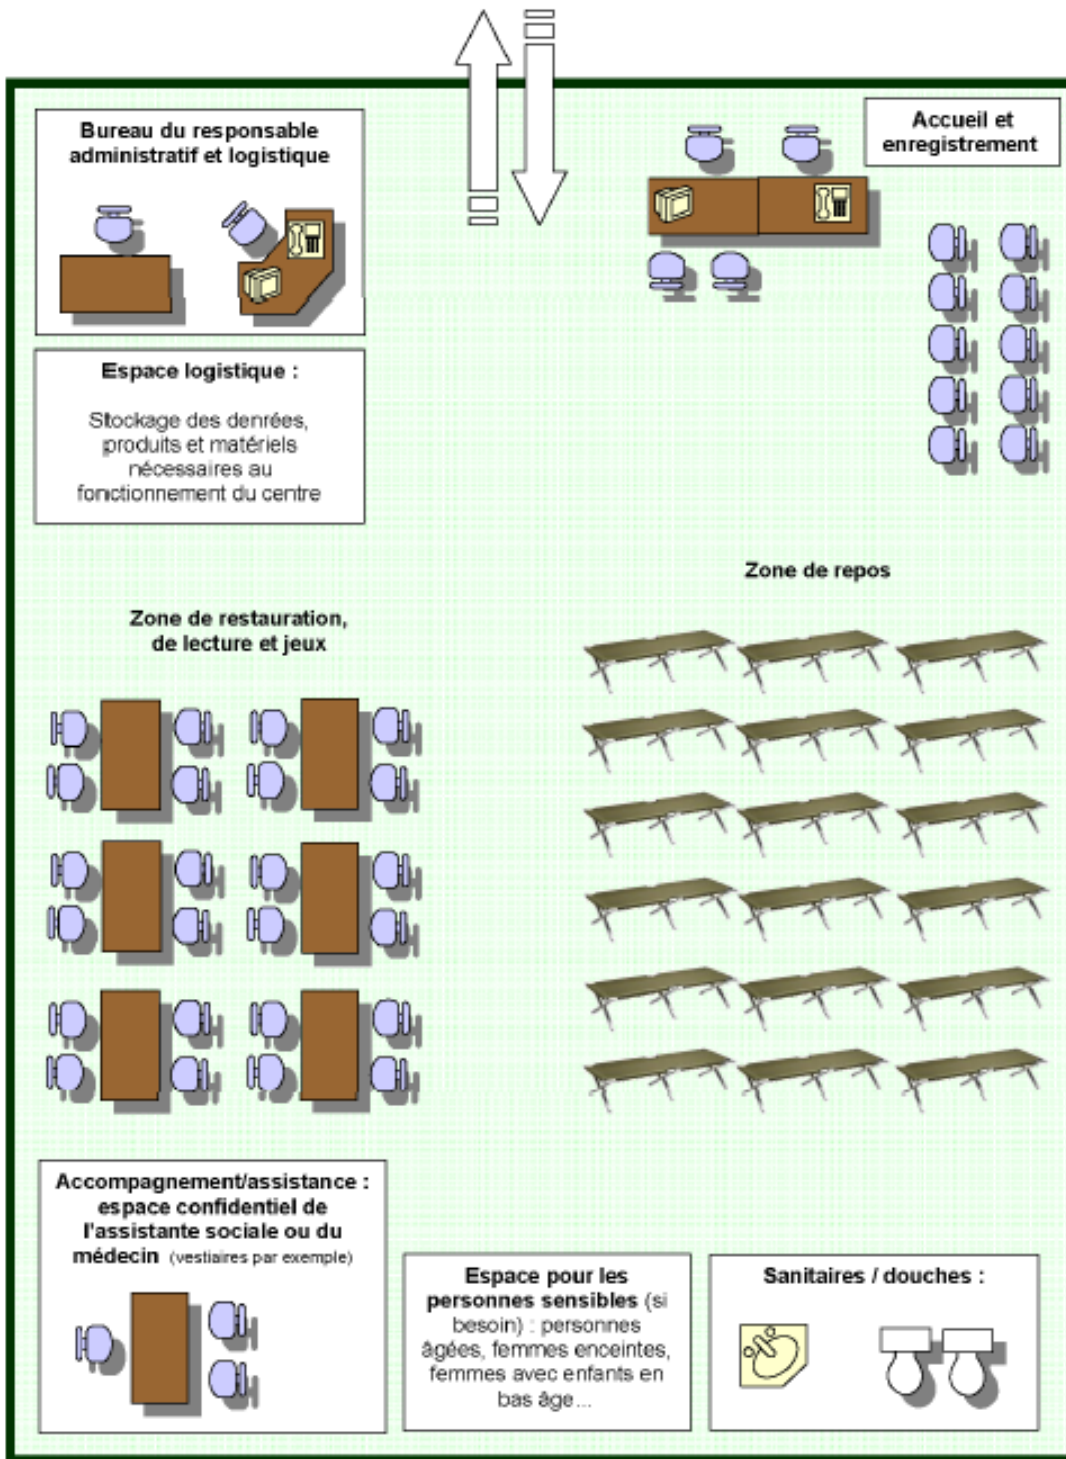 Bureau du responsable
administratif et logistique
Accueil et
enregistrement
Espace logistique :
Stockage des denrées,
produits et matériels
nécessaires au
fonctionnement du centre
Zone de repos
Zone de restauration,
de lecture et jeux
Accompagnement/assistance :
espace confidentiel de
l'assistante sociale ou du
médecin (vestiaires par exemple)
Espace pour les
personnes sensibles (si
besoin) : personnes
âgées, femmes enceintes,
femmes avec enfants en
bas âge...
Sanitaires / douches :